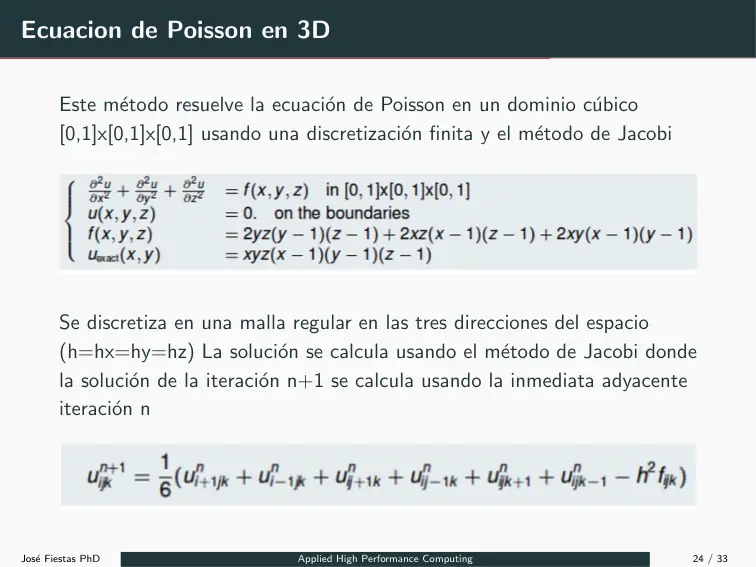 Ecuacion de Poisson en 3D
Este método resuelve la ecuación de Poisson en un dominio cúbico
[0,1]x[0,1]x[0,1] usando una discretización finita y el método de Jacobi
∂²u/∂x² + ∂²u/∂y² + ∂²u/∂z² = f(x, y, z) in [0, 1]x[0, 1]x[0, 1]
u(x, y, z) = 0. on the boundaries
f(x, y, z) = 2yz(y − 1)(z − 1) + 2xz(x − 1)(z − 1) + 2xy(x − 1)(y − 1)
u_exact(x, y) = xyz(x − 1)(y − 1)(z − 1)
Se discretiza en una malla regular en las tres direcciones del espacio
(h=hx=hy=hz) La solución se calcula usando el método de Jacobi donde
la solución de la iteración n+1 se calcula usando la inmediata adyacente
iteración n
u^{n+1}_{ijk} = 1/6(u^n_{i+1jk} + u^n_{i−1jk} + u^n_{ij+1k} + u^n_{ij−1k} + u^n_{ijk+1} + u^n_{ijk−1} − h²f_{ijk})
José Fiestas PhD Applied High Performance Computing 24 / 33